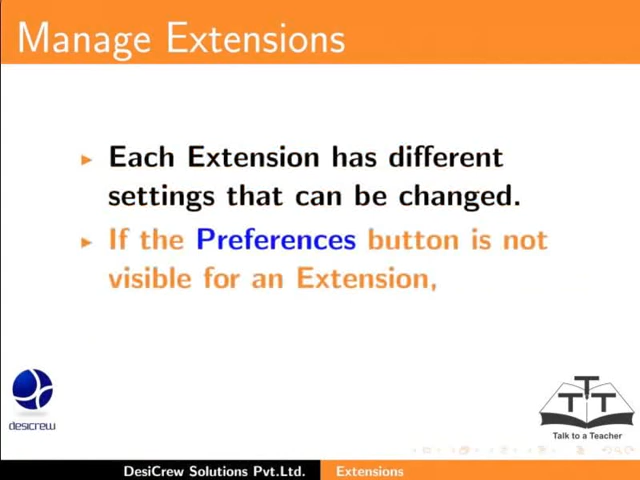 Manage Extensions
Each Extension has different
settings that can be changed.
If the Preferences button is not
visible for an Extension,
desicrew
TTT
Talk to a Teacher
DesiCrew Solutions Pvt.Ltd.
Extensions